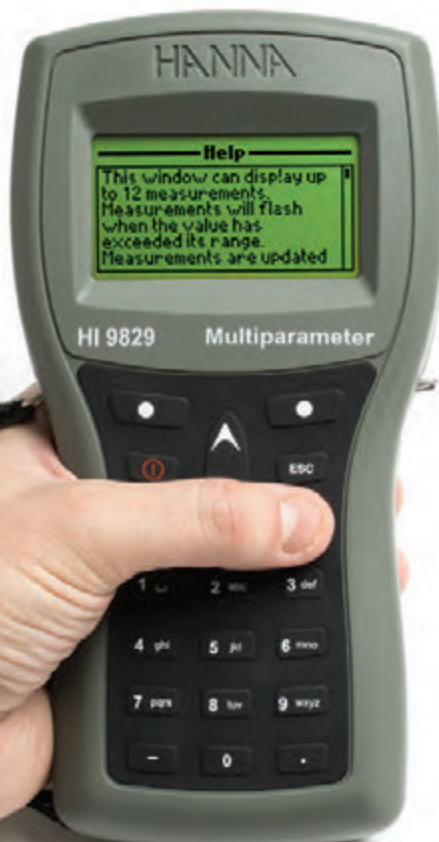 HANNA
Help
This window can display up
to 12 measurements.
Measurements will flash
when the value has
exceeded its range.
Measurements are updated
HI 9829 Multiparameter
ESC
1 2 abc 3 def
4 ghi 5 jkl 6 mno
7 pqrs 8 tuv 9 wxyz
- 0 .